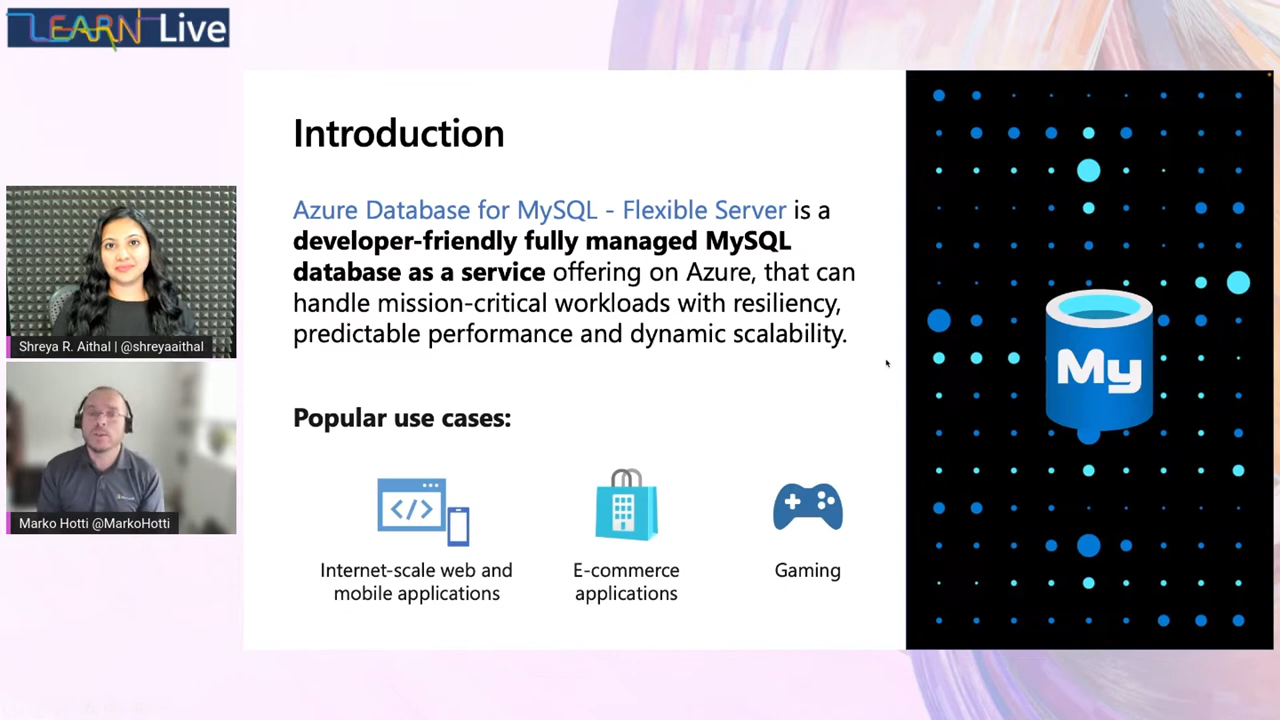 LEARN Live
Introduction
Azure Database for MySQL - Flexible Server is a
developer-friendly fully managed MySQL
database as a service offering on Azure, that can
handle mission-critical workloads with resiliency,
predictable performance and dynamic scalability.
Popular use cases:
Internet-scale web and
mobile applications
E-commerce
applications
Gaming
My
Shreya R. Aithal | @shreyaaithal
Marko Hotti @MarkoHotti